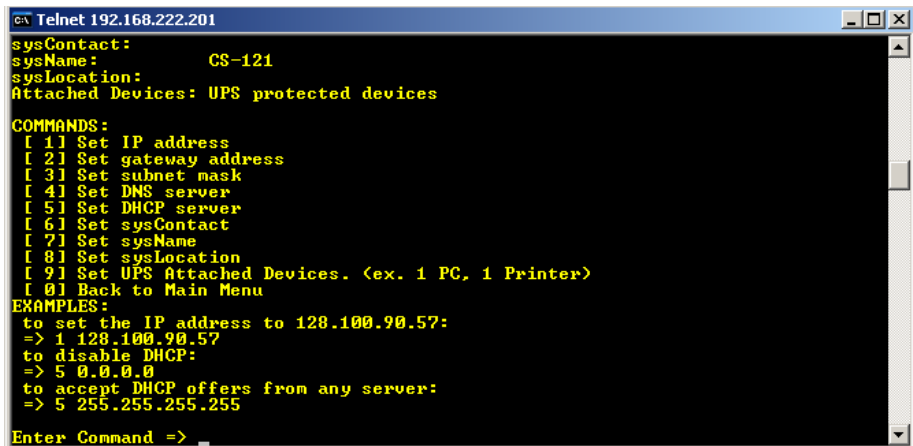 Telnet 192.168.222.201
sysContact:
sysName: CS-121
sysLocation:
Attached Devices: UPS protected devices
COMMANDS:
[ 1] Set IP address
[ 2] Set gateway address
[ 3] Set subnet mask
[ 4] Set DNS server
[ 5] Set DHCP server
[ 6] Set sysContact
[ 7] Set sysName
[ 8] Set sysLocation
[ 9] Set UPS Attached Devices. (ex. 1 PC, 1 Printer)
[ 0] Back to Main Menu
EXAMPLES:
to set the IP address to 128.100.90.57:
=> 1 128.100.90.57
to disable DHCP:
=> 5 0.0.0.0
to accept DHCP offers from any server:
=> 5 255.255.255.255
Enter Command => _